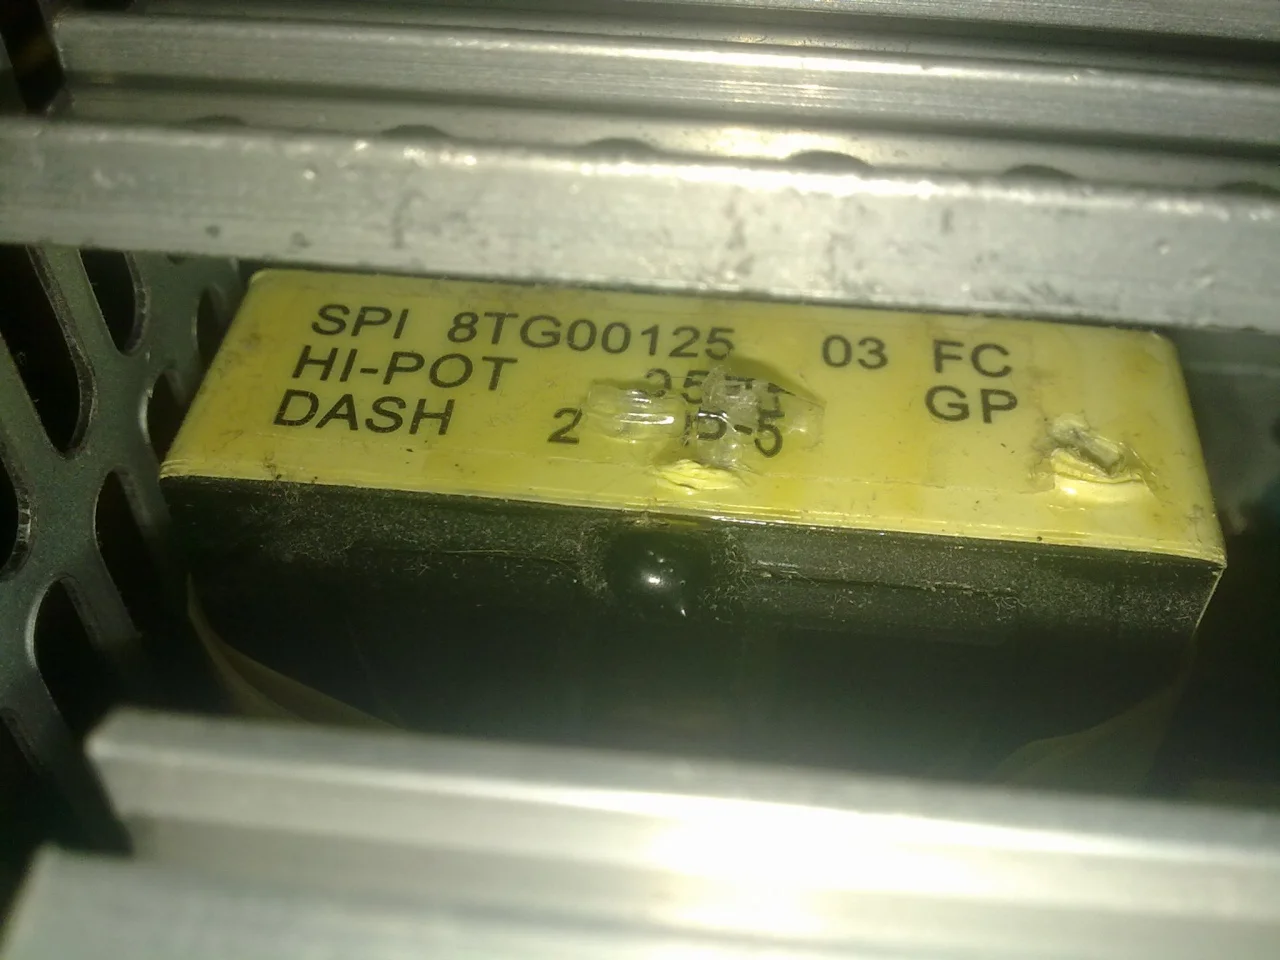 SPI 8TG00125 03 FC
HI-POT GP
DASH